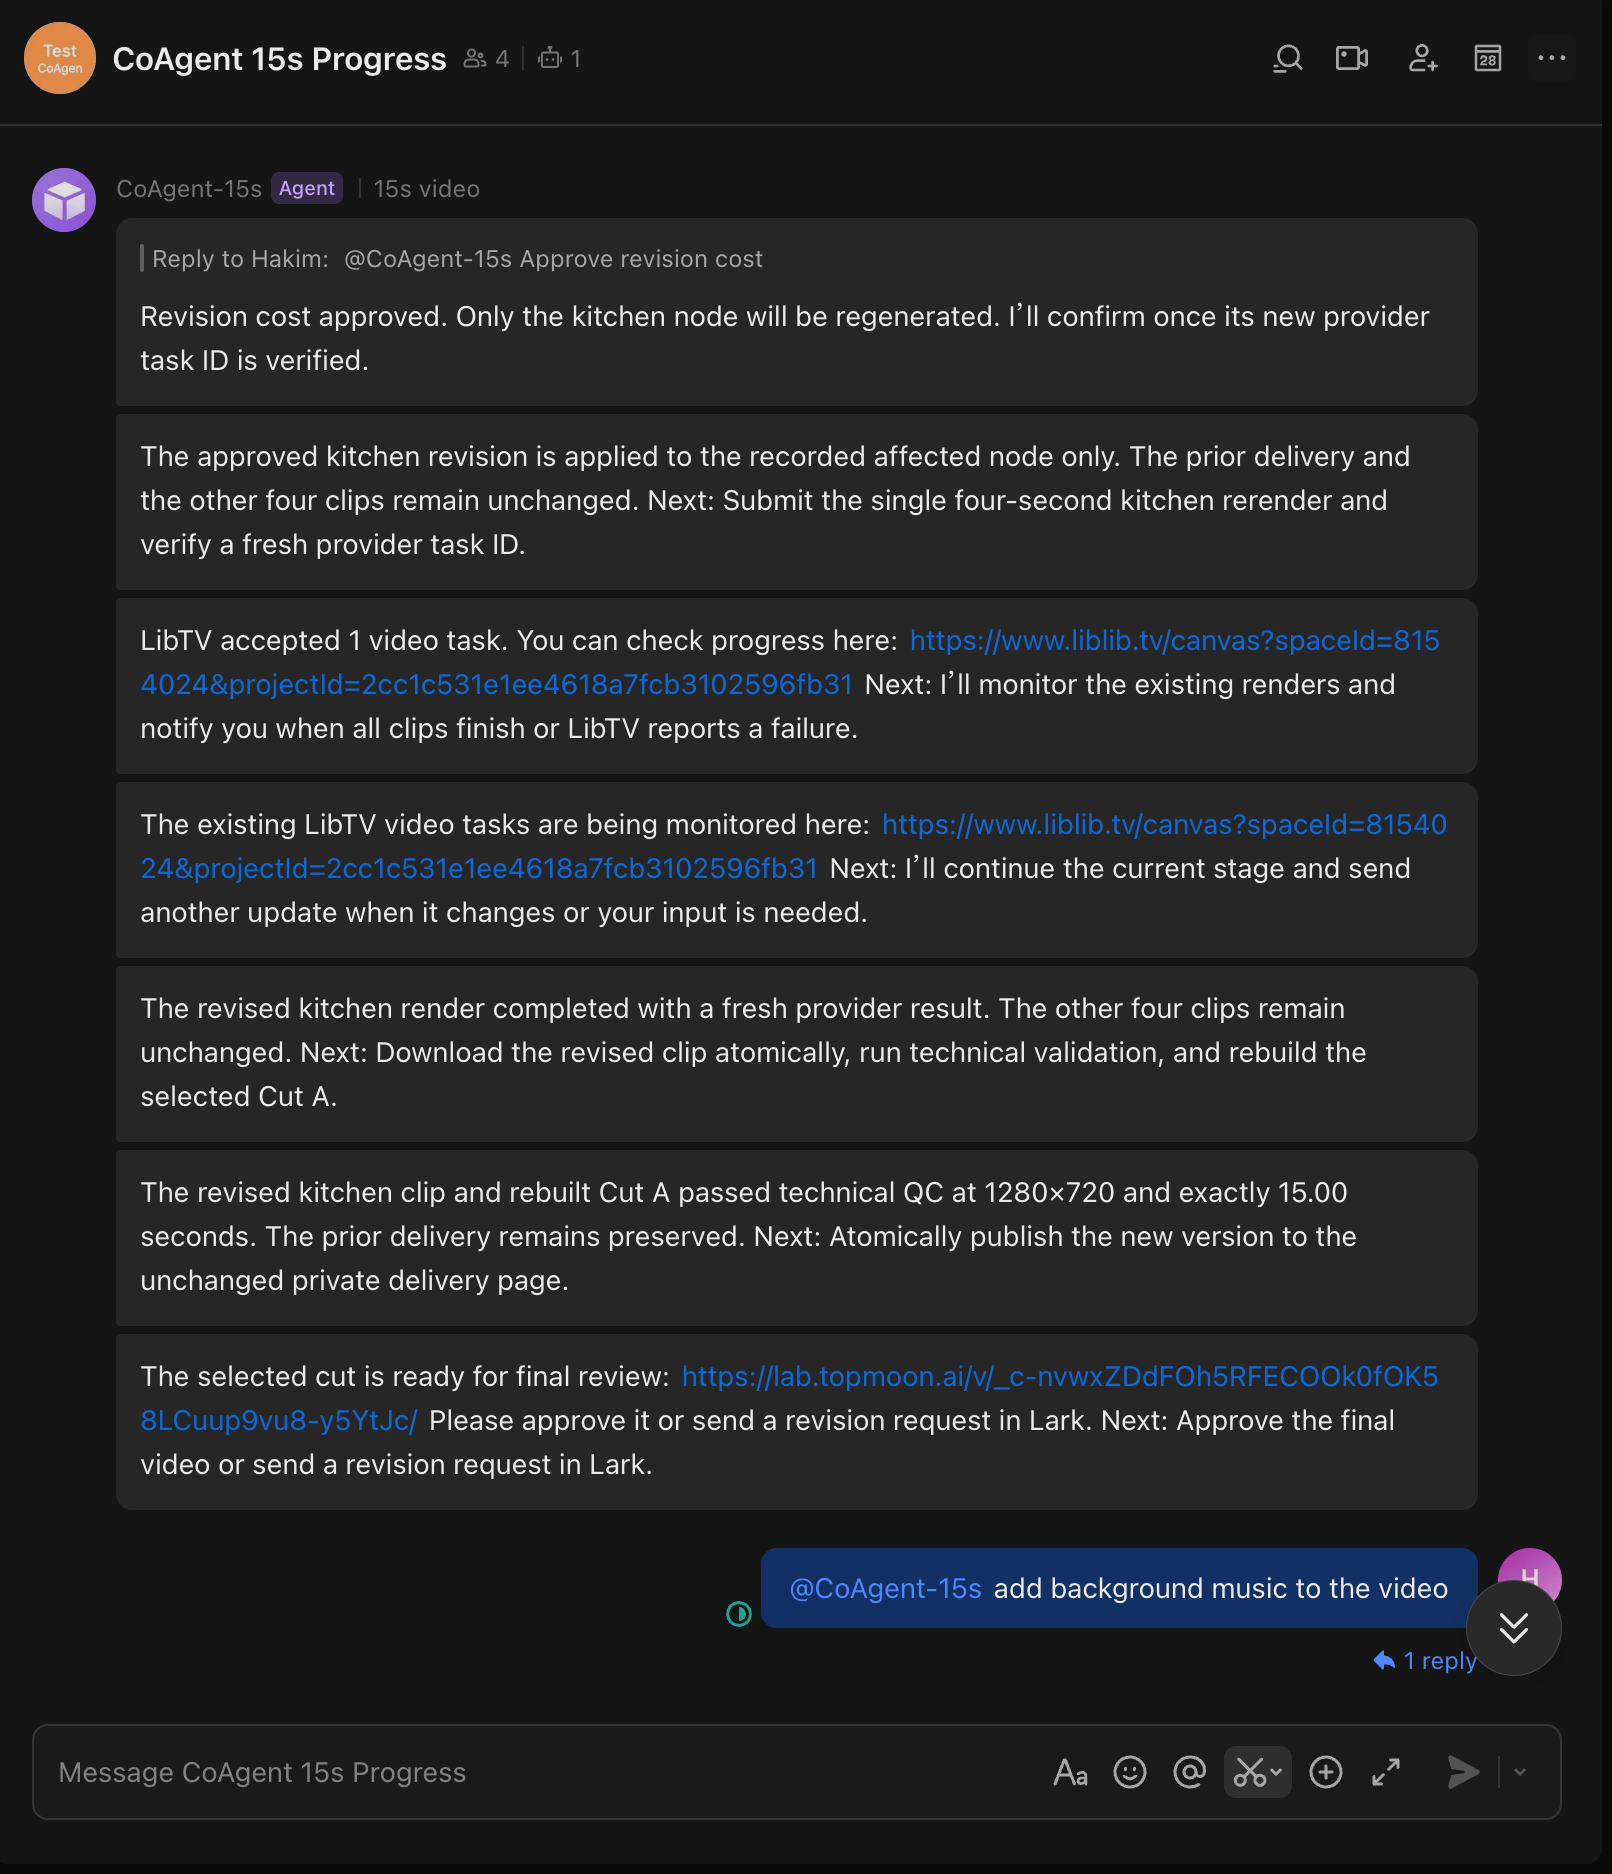 Test
CoAgen
CoAgent 15s Progress 4 1
28
CoAgent-15s Agent 15s video
Reply to Hakim: @CoAgent-15s Approve revision cost
Revision cost approved. Only the kitchen node will be regenerated. I’ll confirm once its new provider
task ID is verified.
The approved kitchen revision is applied to the recorded affected node only. The prior delivery and
the other four clips remain unchanged. Next: Submit the single four-second kitchen rerender and
verify a fresh provider task ID.
LibTV accepted 1 video task. You can check progress here: https://www.liblib.tv/canvas?spaceId=815
4024&projectId=2cc1c531e1ee4618a7fcb3102596fb31 Next: I’ll monitor the existing renders and
notify you when all clips finish or LibTV reports a failure.
The existing LibTV video tasks are being monitored here: https://www.liblib.tv/canvas?spaceId=81540
24&projectId=2cc1c531e1ee4618a7fcb3102596fb31 Next: I’ll continue the current stage and send
another update when it changes or your input is needed.
The revised kitchen render completed with a fresh provider result. The other four clips remain
unchanged. Next: Download the revised clip atomically, run technical validation, and rebuild the
selected Cut A.
The revised kitchen clip and rebuilt Cut A passed technical QC at 1280×720 and exactly 15.00
seconds. The prior delivery remains preserved. Next: Atomically publish the new version to the
unchanged private delivery page.
The selected cut is ready for final review: https://lab.topmoon.ai/v/_c-nvwxZDdFOh5RFECOOk0fOK5
8LCuup9vu8-y5YtJc/ Please approve it or send a revision request in Lark. Next: Approve the final
video or send a revision request in Lark.
@CoAgent-15s add background music to the video
H
1 reply
Message CoAgent 15s Progress
Aa